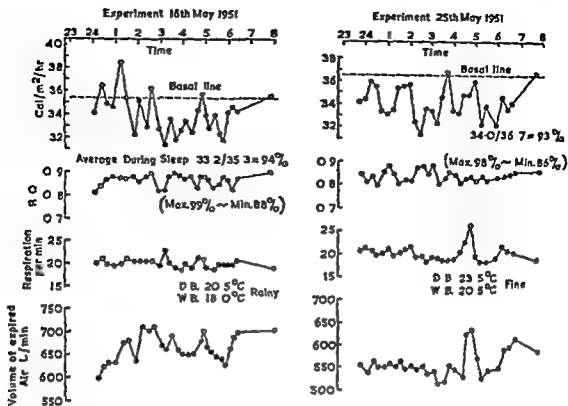 Experiment 16th May 1951
23 24 1 2 3 4 5 6 7 8
Time
Cal/m²/hr
40
38
36
34
32
Basal line
Average During Sleep 33 2/35 3=94%
R Q
0 9
0 8
0 7
(Max.99% ~ Min.88%)
Respiration Per min
25
20
15
D B. 20 5°C
W B. 18 0°C
Rainy
Volume of expired Air L/min
700
650
600
550
Experiment 25th May 1951
23 24 1 2 3 4 5 6 7 8
Time
38
36
34
32
Basal line
34·0/36 7=93%
0 9
0 8
0 7
(Max.98% ~ Min.86%)
25
20
15
D B. 23 5°C
W B. 20 5°C
Fine
650
600
550
500